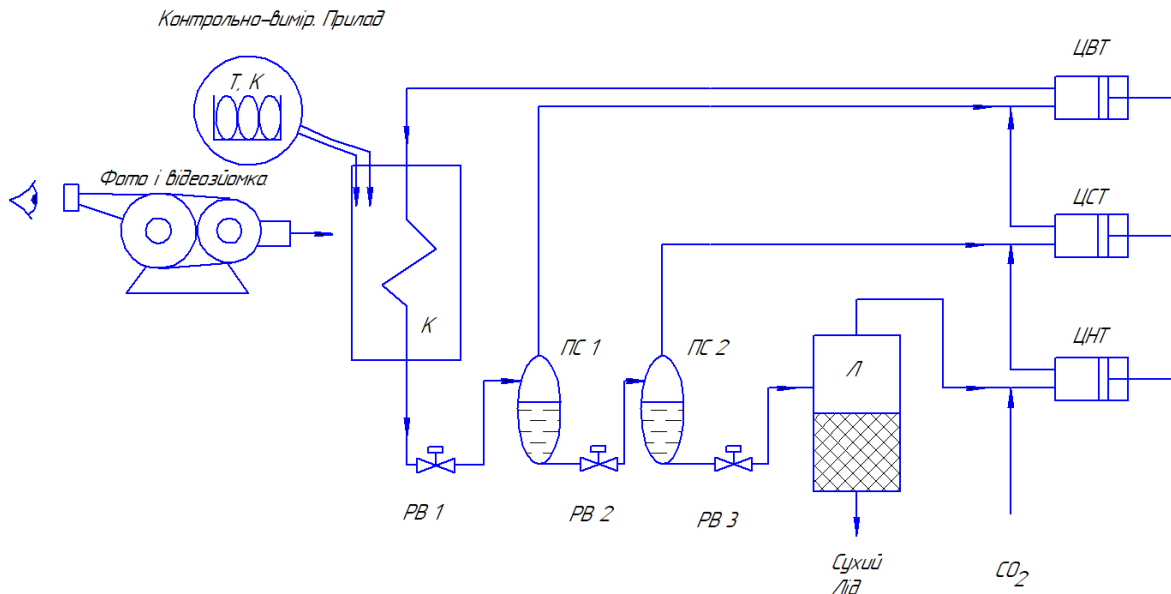 Контрольно-вимір. Прилад
Т, К
Фото і відеозйомка
ЦВТ
ЦСТ
ЦНТ
К
ПС 1
ПС 2
Л
РВ 1
РВ 2
РВ 3
Сухий
Лід
CO2